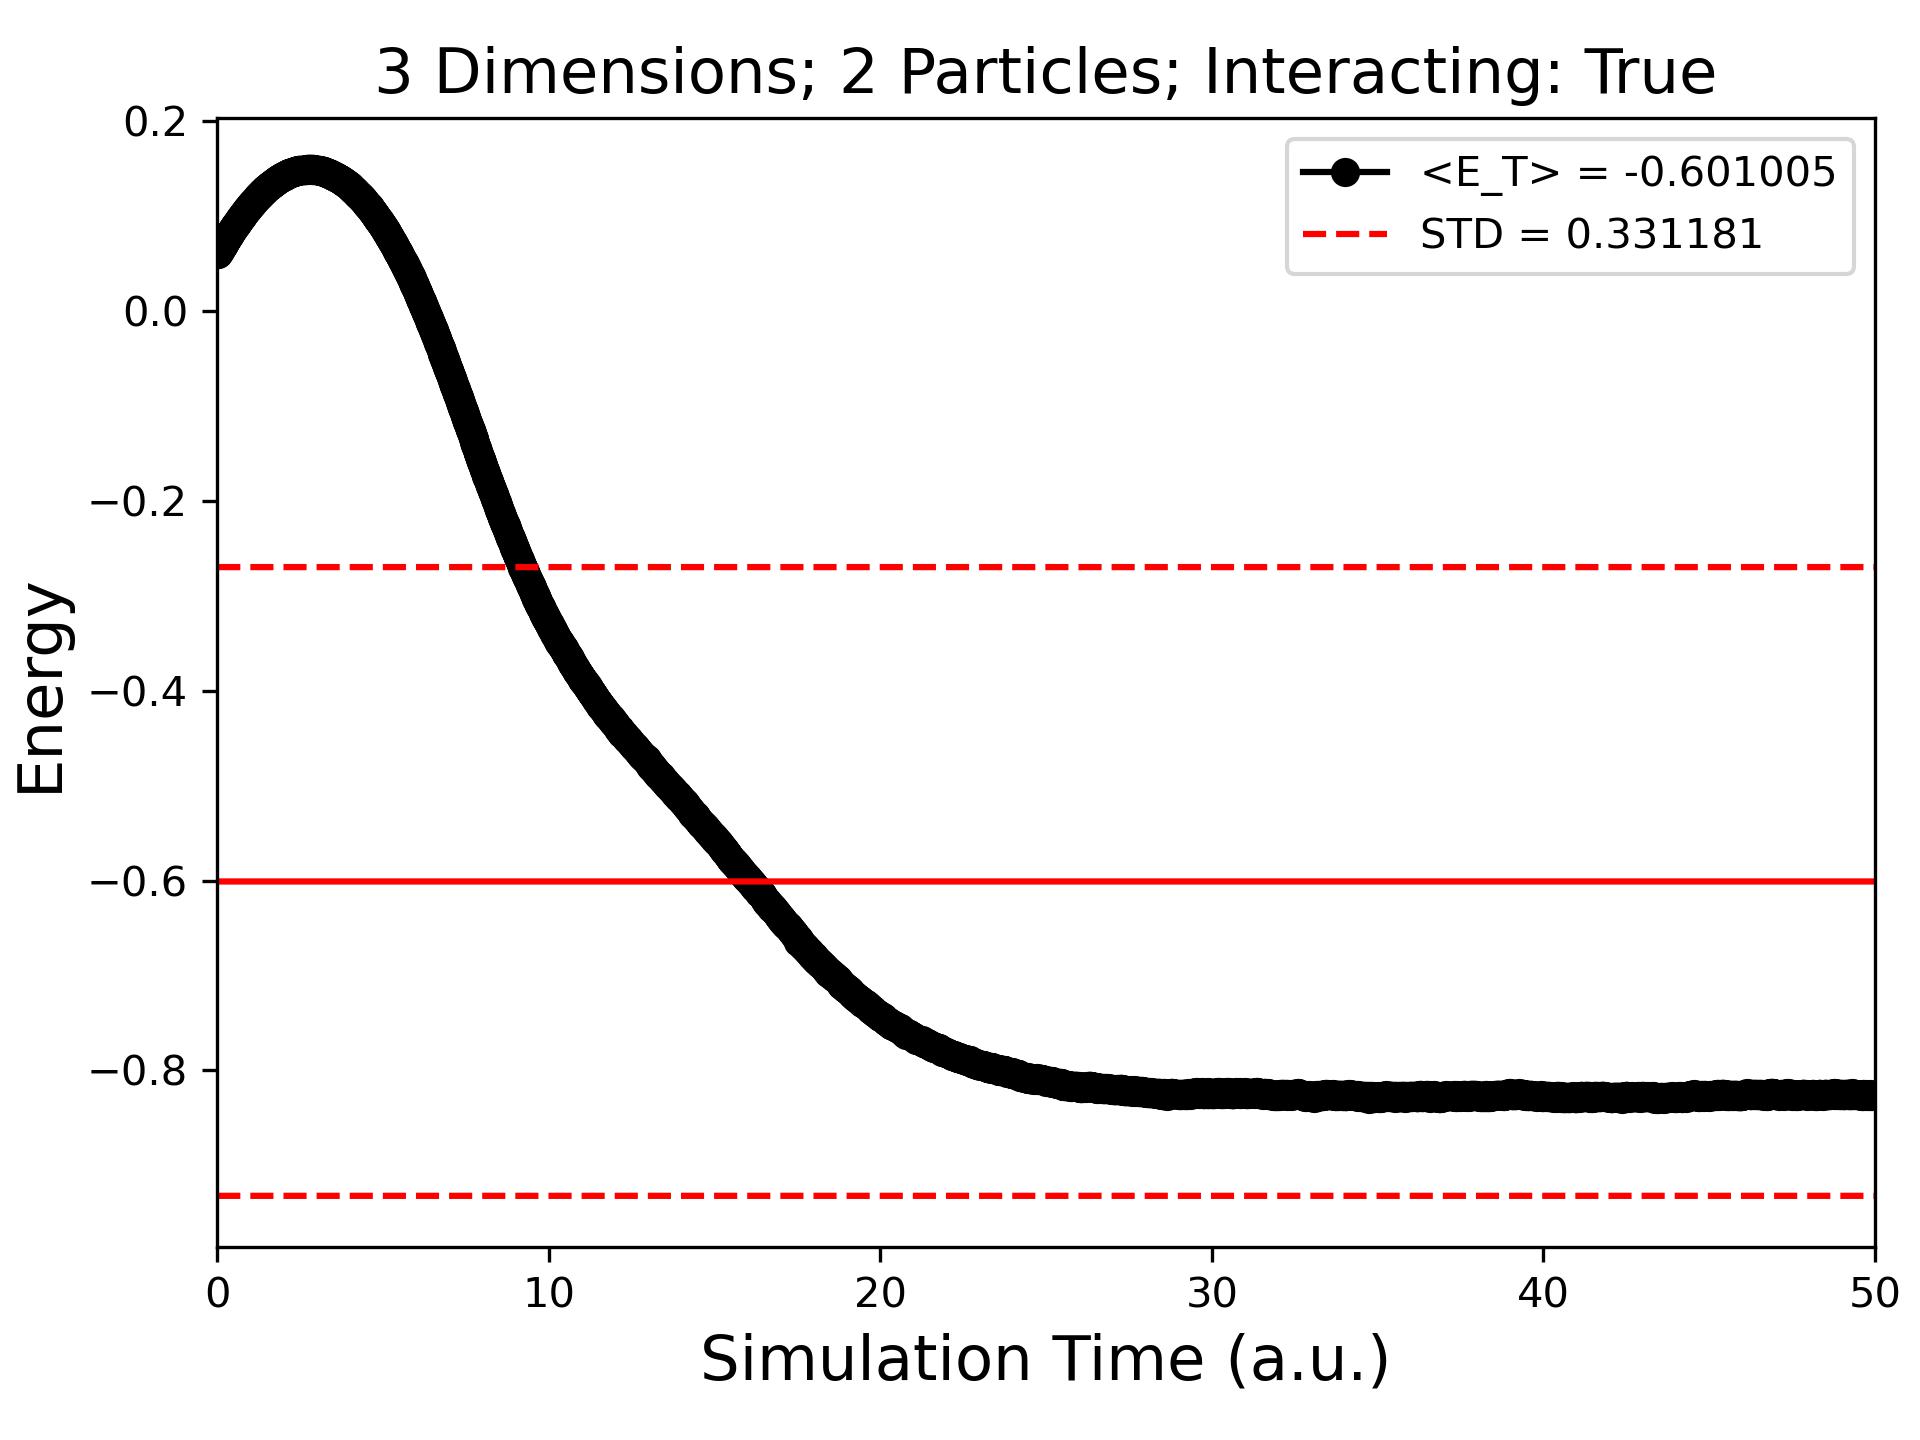 3 Dimensions; 2 Particles; Interacting: True
<E_T> = -0.601005
STD = 0.331181
Energy
0.2
0.0
−0.2
−0.4
−0.6
−0.8
0 10 20 30 40 50
Simulation Time (a.u.)